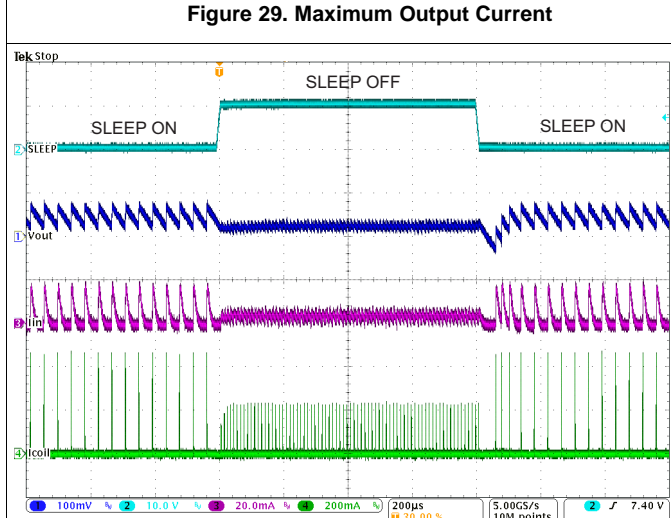 Figure 29. Maximum Output Current
Tek Stop
T
SLEEP OFF
SLEEP ON
SLEEP ON
2 SLEEP
1 Vout
3 Iin
4 Icoil
1 100mV 2 10.0 V 3 20.0mA 4 200mA 200µs 5.00GS/s 2 7.40 V
20.00 % 10M points